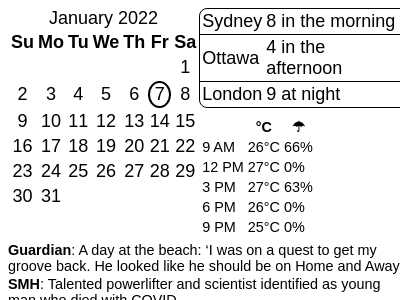 January 2022
Su Mo Tu We Th Fr Sa
1
2 3 4 5 6 7 8
9 10 11 12 13 14 15
16 17 18 19 20 21 22
23 24 25 26 27 28 29
30 31
Sydney 8 in the morning
Ottawa 4 in the
afternoon
London 9 at night
°C ☂
9 AM 26°C 66%
12 PM 27°C 0%
3 PM 27°C 63%
6 PM 26°C 0%
9 PM 25°C 0%
Guardian: A day at the beach: ‘I was on a quest to get my
groove back. He looked like he should be on Home and Away
SMH: Talented powerlifter and scientist identified as young
man who died with COVID